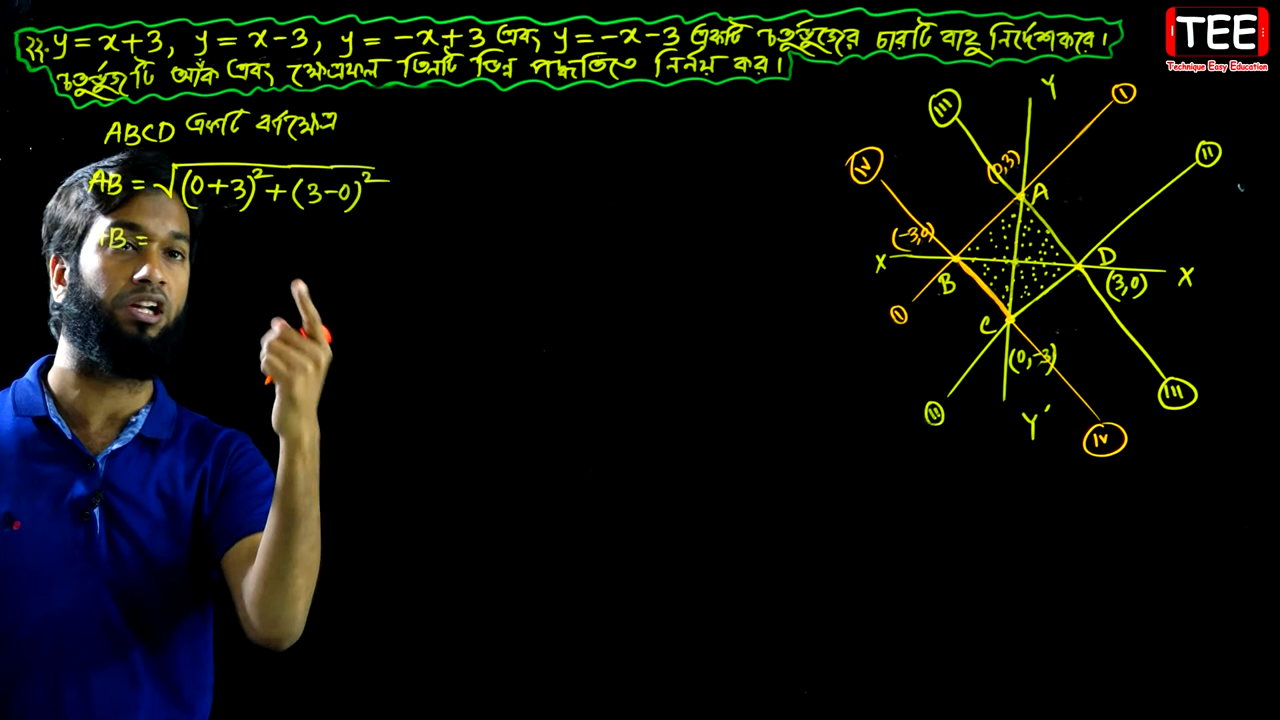 ২২. y = x+3, y = x-3, y = -x+3 এবং y = -x-3 একটি চতুর্ভুজের চারটি বাহু নির্দেশ করে।
চতুর্ভুজটি আঁক এবং ক্ষেত্রফল তিনটি ভিন্ন পদ্ধতিতে নির্নয় কর।
TEE
Technique Easy Education
ABCD একটি বর্গক্ষেত্র
AB = √(0+3)²+(3-0)²
AB =
Y
I
III
II
IV
(0,3)
A
(-3,0)
X
D
X
B
(3,0)
I
C
(0,-3)
II
III
Y′
IV